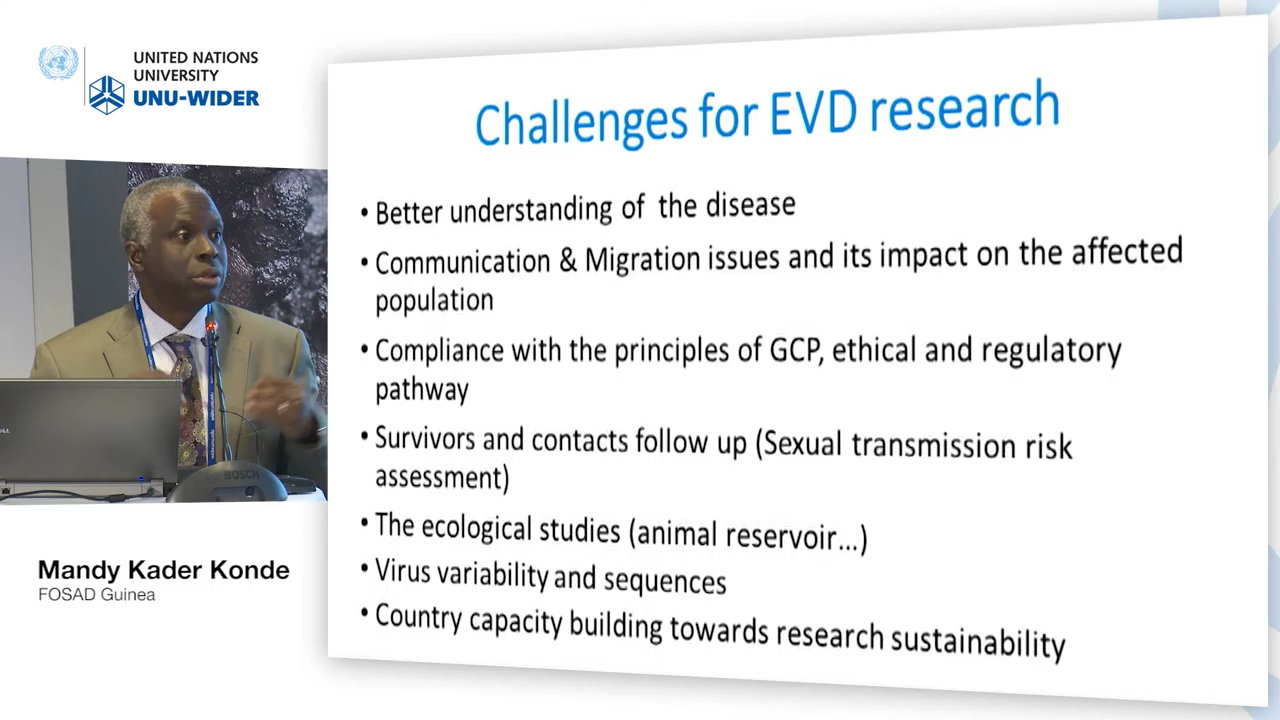 UNITED NATIONS
UNIVERSITY
UNU-WIDER
Challenges for EVD research
• Better understanding of the disease
• Communication & Migration issues and its impact on the affected
population
• Compliance with the principles of GCP, ethical and regulatory
pathway
• Survivors and contacts follow up (Sexual transmission risk
assessment)
• The ecological studies (animal reservoir...)
• Virus variability and sequences
• Country capacity building towards research sustainability
BOSCH
Mandy Kader Konde
FOSAD Guinea